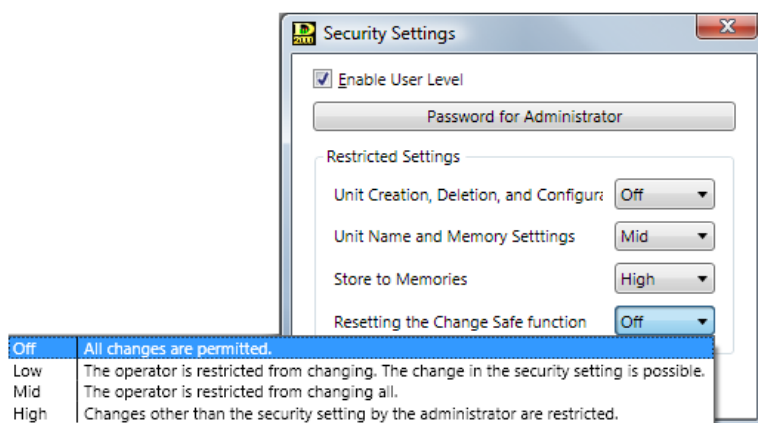 Security Settings
Enable User Level
Password for Administrator
Restricted Settings
Unit Creation, Deletion, and Configura Off
Unit Name and Memory Setttings Mid
Store to Memories High
Resetting the Change Safe function Off
Off All changes are permitted.
Low The operator is restricted from changing. The change in the security setting is possible.
Mid The operator is restricted from changing all.
High Changes other than the security setting by the administrator are restricted.